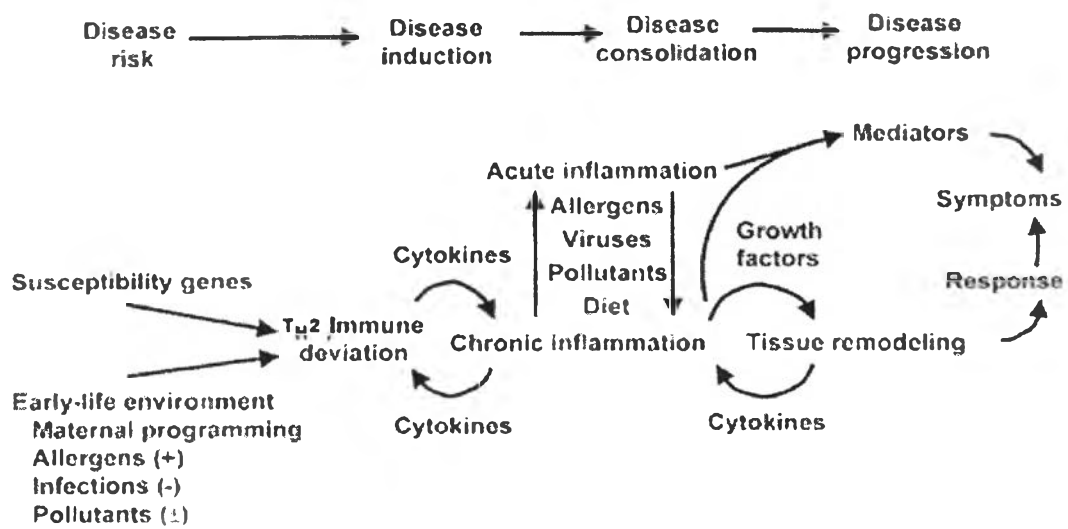 Disease risk
Disease induction
Disease consolidation
Disease progression
Mediators
Acute inflammation
Symptoms
Allergens
Viruses
Pollutants
Diet
Growth factors
Cytokines
Response
Susceptibility genes
TH2 Immune deviation
Chronic inflammation
Tissue remodeling
Cytokines
Cytokines
Early-life environment
Maternal programming
Allergens (+)
Infections (-)
Pollutants (±)